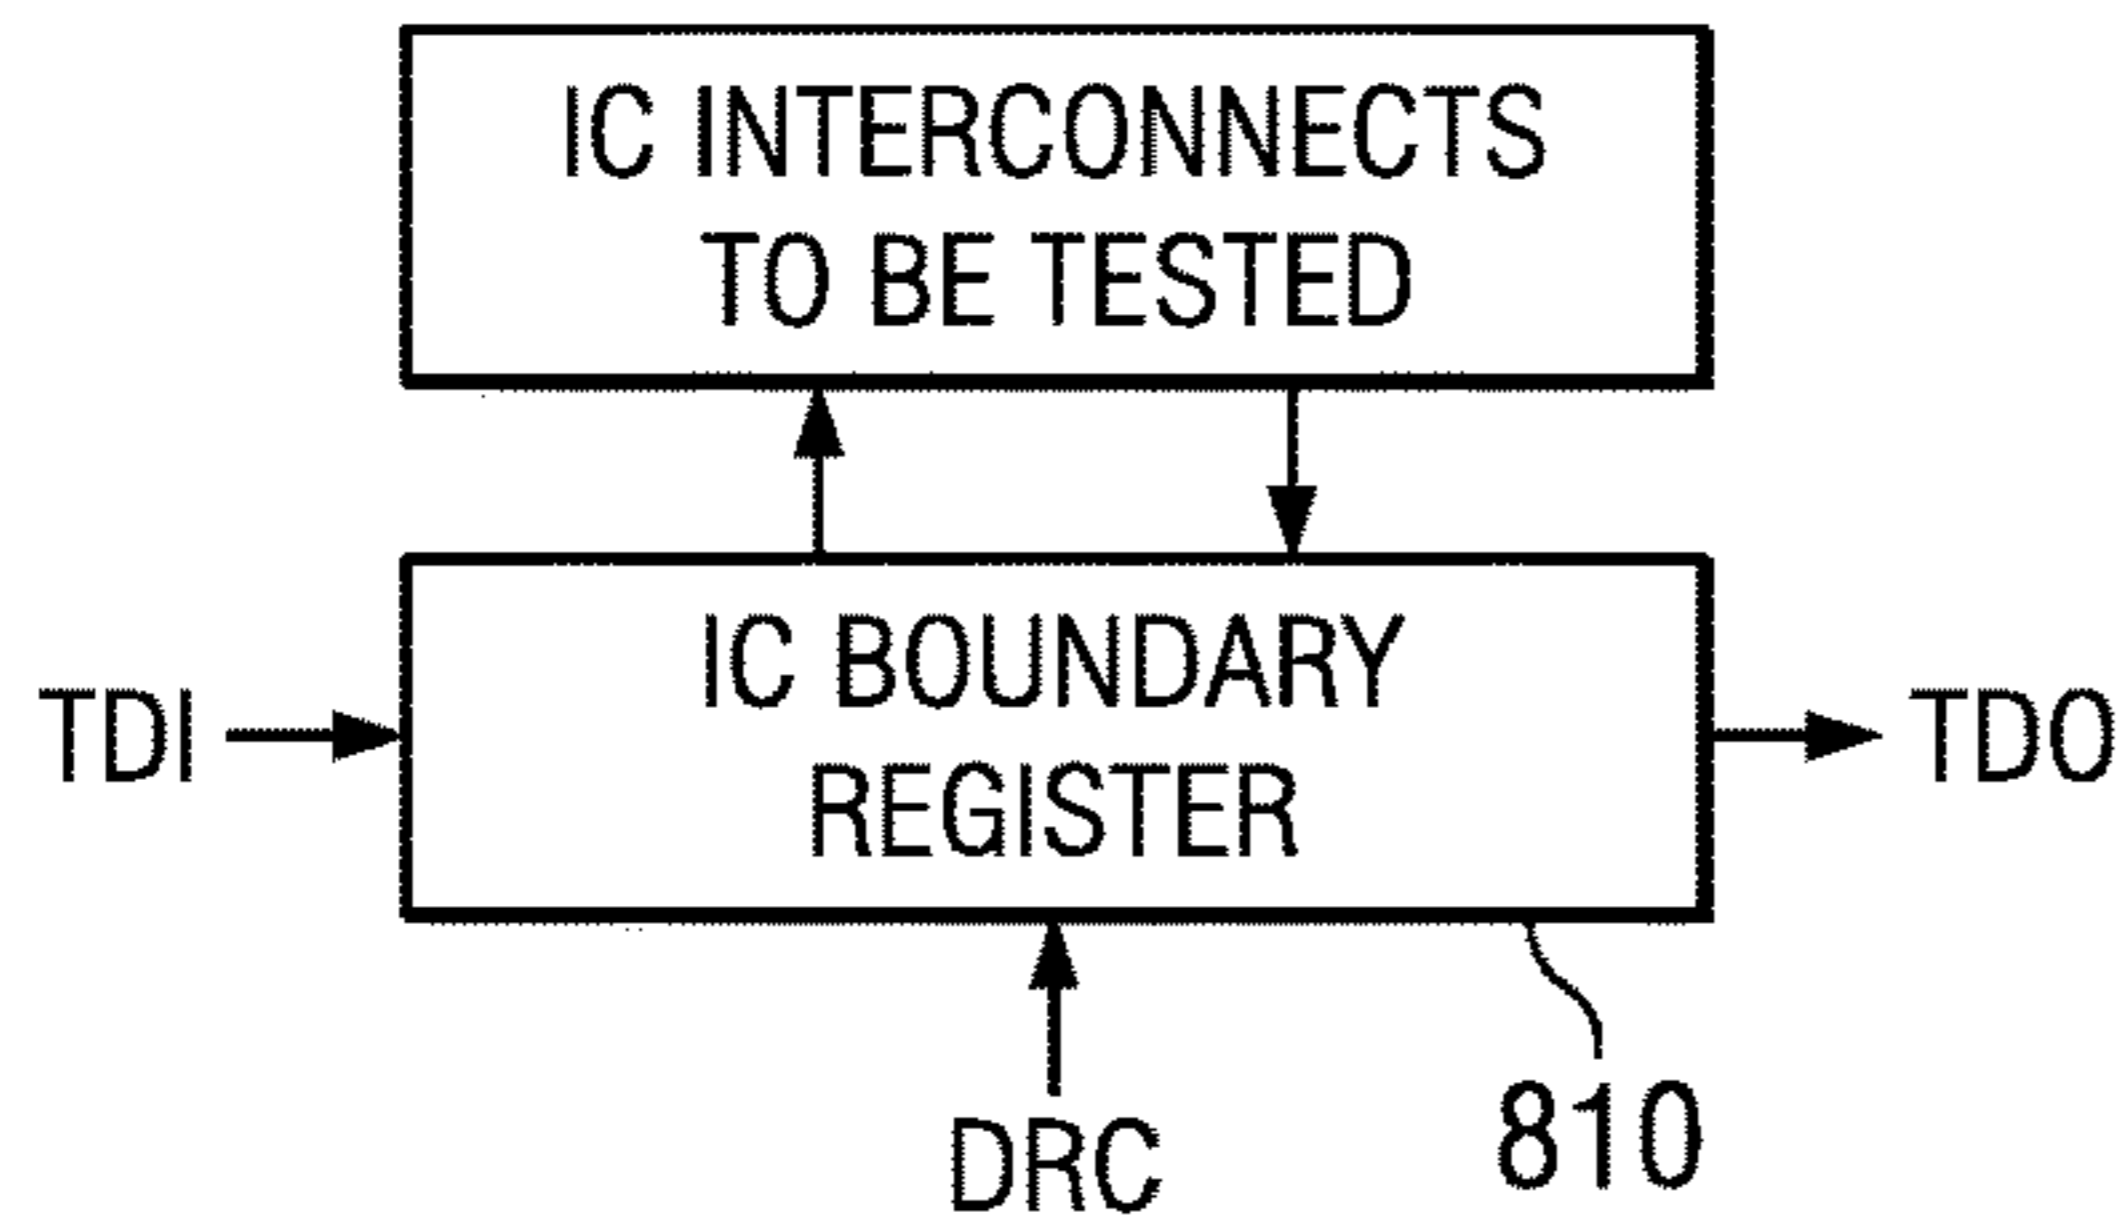 IC INTERCONNECTS
TO BE TESTED
IC BOUNDARY
REGISTER
TDI
TDO
DRC
810